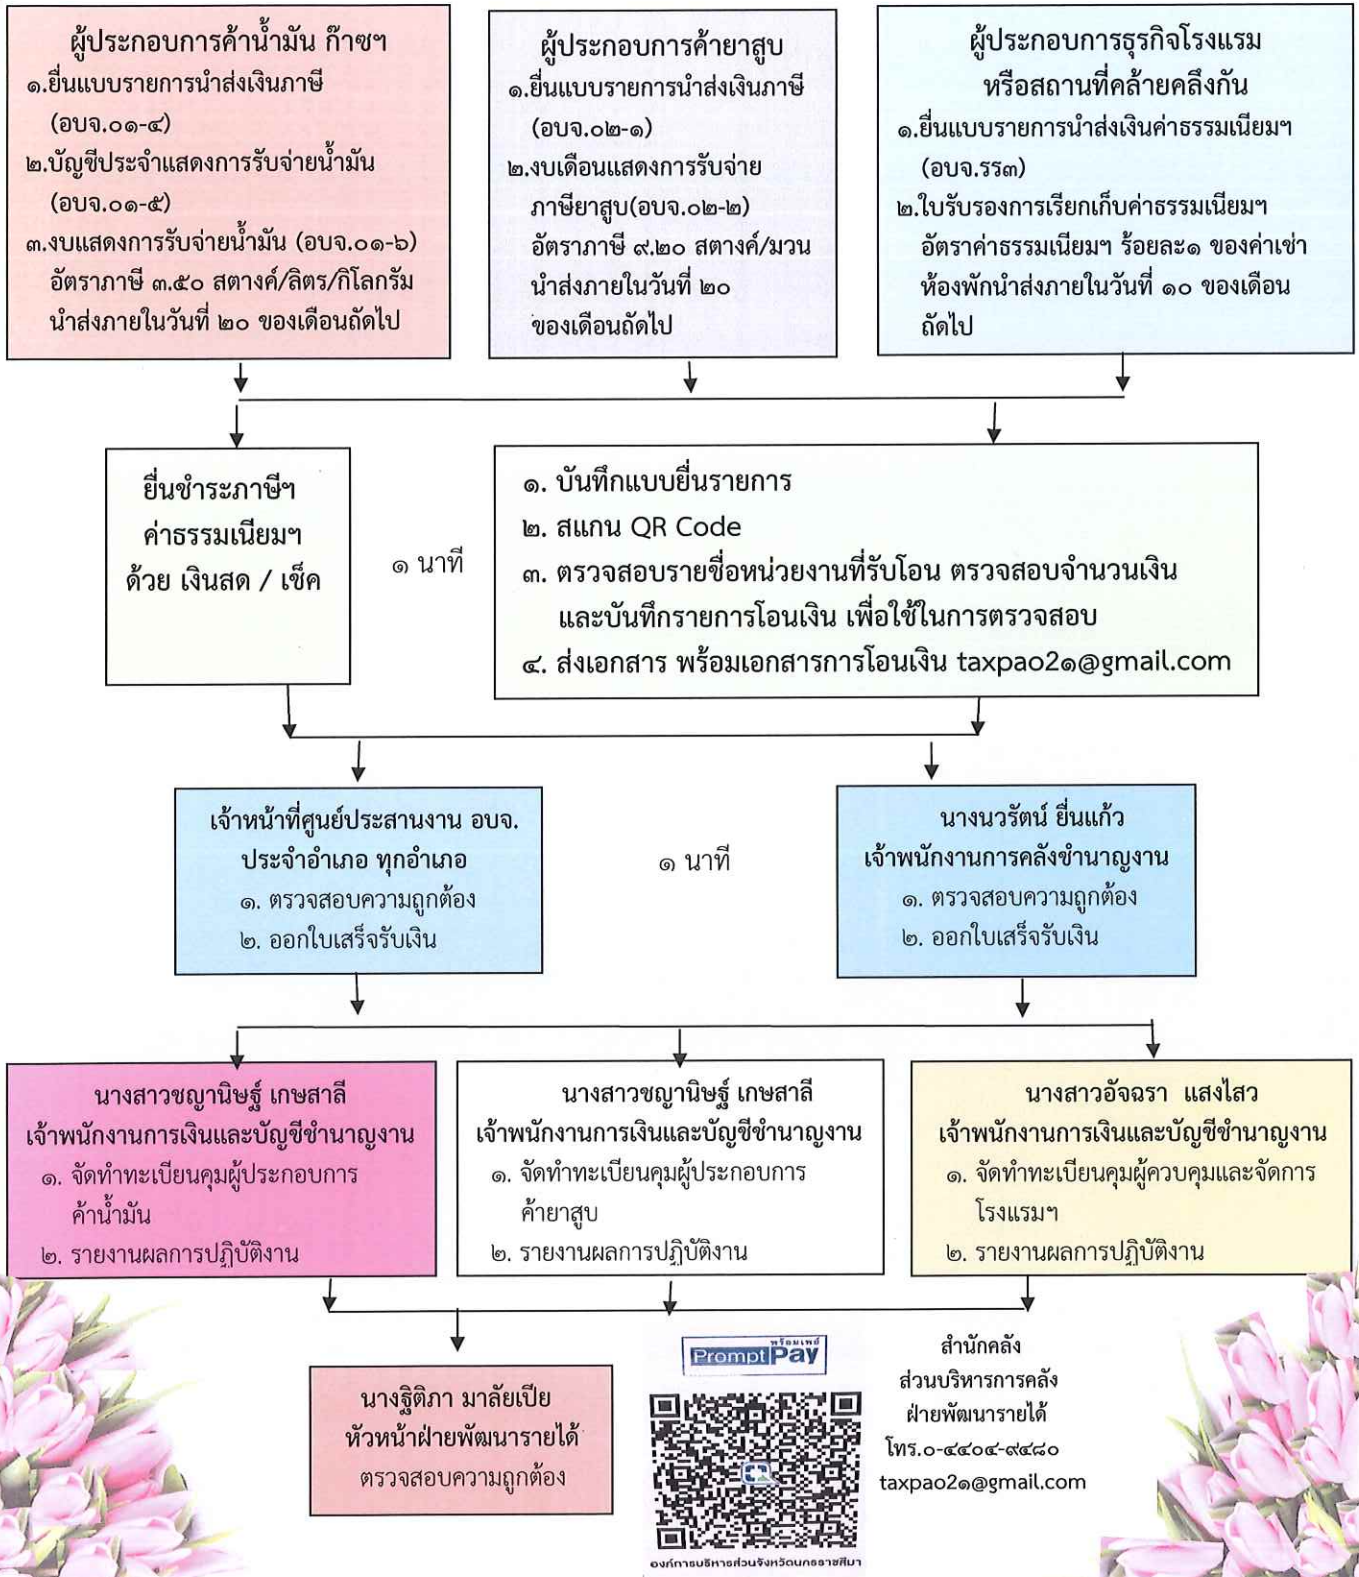 ผู้ประกอบการค้าน้ำมัน ก๊าซฯ
๑.ยื่นแบบรายการนำส่งเงินภาษี
(อบจ.๐๑-๔)
๒.บัญชีประจำแสดงการรับจ่ายน้ำมัน
(อบจ.๐๑-๕)
๓.งบแสดงการรับจ่ายน้ำมัน (อบจ.๐๑-๖)
อัตราภาษี ๓.๕๐ สตางค์/ลิตร/กิโลกรัม
นำส่งภายในวันที่ ๒๐ ของเดือนถัดไป
ผู้ประกอบการค้ายาสูบ
๑.ยื่นแบบรายการนำส่งเงินภาษี
(อบจ.๐๒-๑)
๒.งบเดือนแสดงการรับจ่าย
ภาษียาสูบ(อบจ.๐๒-๒)
อัตราภาษี ๙.๒๐ สตางค์/มวน
นำส่งภายในวันที่ ๒๐
ของเดือนถัดไป
ผู้ประกอบการธุรกิจโรงแรม
หรือสถานที่คล้ายคลึงกัน
๑.ยื่นแบบรายการนำส่งเงินค่าธรรมเนียมฯ
(อบจ.รร๓)
๒.ใบรับรองการเรียกเก็บค่าธรรมเนียมฯ
อัตราค่าธรรมเนียมฯ ร้อยละ๑ ของค่าเช่า
ห้องพักนำส่งภายในวันที่ ๑๐ ของเดือน
ถัดไป
ยื่นชำระภาษีฯ
ค่าธรรมเนียมฯ
ด้วย เงินสด / เช็ค
๑ นาที
๑. บันทึกแบบยื่นรายการ
๒. สแกน QR Code
๓. ตรวจสอบรายชื่อหน่วยงานที่รับโอน ตรวจสอบจำนวนเงิน
และบันทึกรายการโอนเงิน เพื่อใช้ในการตรวจสอบ
๔. ส่งเอกสาร พร้อมเอกสารการโอนเงิน taxpao2๑@gmail.com
เจ้าหน้าที่ศูนย์ประสานงาน อบจ.
ประจำอำเภอ ทุกอำเภอ
๑. ตรวจสอบความถูกต้อง
๒. ออกใบเสร็จรับเงิน
๑ นาที
นางนวรัตน์ ยื่นแก้ว
เจ้าพนักงานการคลังชำนาญงาน
๑. ตรวจสอบความถูกต้อง
๒. ออกใบเสร็จรับเงิน
นางสาวชญานิษฐ์ เกษสาลี
เจ้าพนักงานการเงินและบัญชีชำนาญงาน
๑. จัดทำทะเบียนคุมผู้ประกอบการ
ค้าน้ำมัน
๒. รายงานผลการปฏิบัติงาน
นางสาวชญานิษฐ์ เกษสาลี
เจ้าพนักงานการเงินและบัญชีชำนาญงาน
๑. จัดทำทะเบียนคุมผู้ประกอบการ
ค้ายาสูบ
๒. รายงานผลการปฏิบัติงาน
นางสาวอัจฉรา แสงไสว
เจ้าพนักงานการเงินและบัญชีชำนาญงาน
๑. จัดทำทะเบียนคุมผู้ควบคุมและจัดการ
โรงแรมฯ
๒. รายงานผลการปฏิบัติงาน
นางฐิติภา มาลัยเปีย
หัวหน้าฝ่ายพัฒนารายได้
ตรวจสอบความถูกต้อง
พร้อมเพย์
PromptPay
องค์การบริหารส่วนจังหวัดนครราชสีมา
สำนักคลัง
ส่วนบริหารการคลัง
ฝ่ายพัฒนารายได้
โทร.๐-๔๔๐๔-๙๔๘๐
taxpao2๑@gmail.com